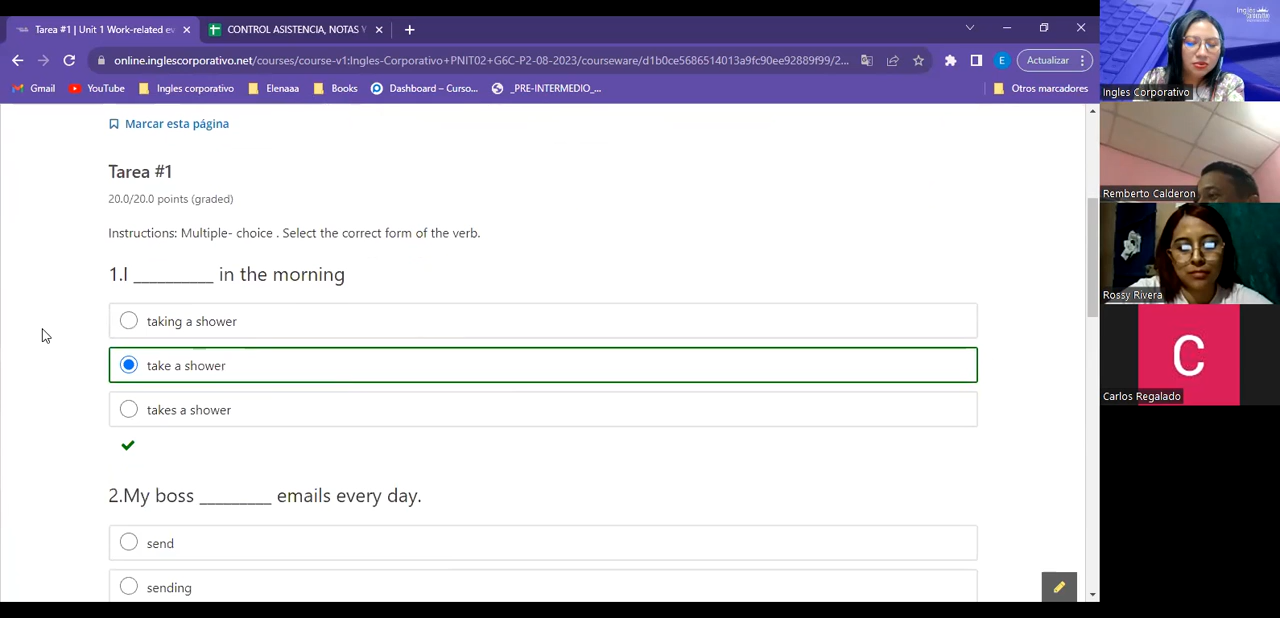 Tarea #1 | Unit 1 Work-related ev
CONTROL ASISTENCIA, NOTAS Y
online.inglescorporativo.net/courses/course-v1:Ingles-Corporativo+PNIT02+G6C-P2-08-2023/courseware/d1b0ce5686514013a9fc90ee92889f99/2...
E
Actualizar
Gmail
YouTube
Ingles corporativo
Elenaaa
Books
Dashboard – Curso...
_PRE-INTERMEDIO_...
Otros marcadores
Marcar esta página
Tarea #1
20.0/20.0 points (graded)
Instructions: Multiple- choice . Select the correct form of the verb.
1.I __________ in the morning
taking a shower
take a shower
takes a shower
2.My boss _________ emails every day.
send
sending
Ingles Corporativo
Remberto Calderon
Rossy Rivera
C
Carlos Regalado